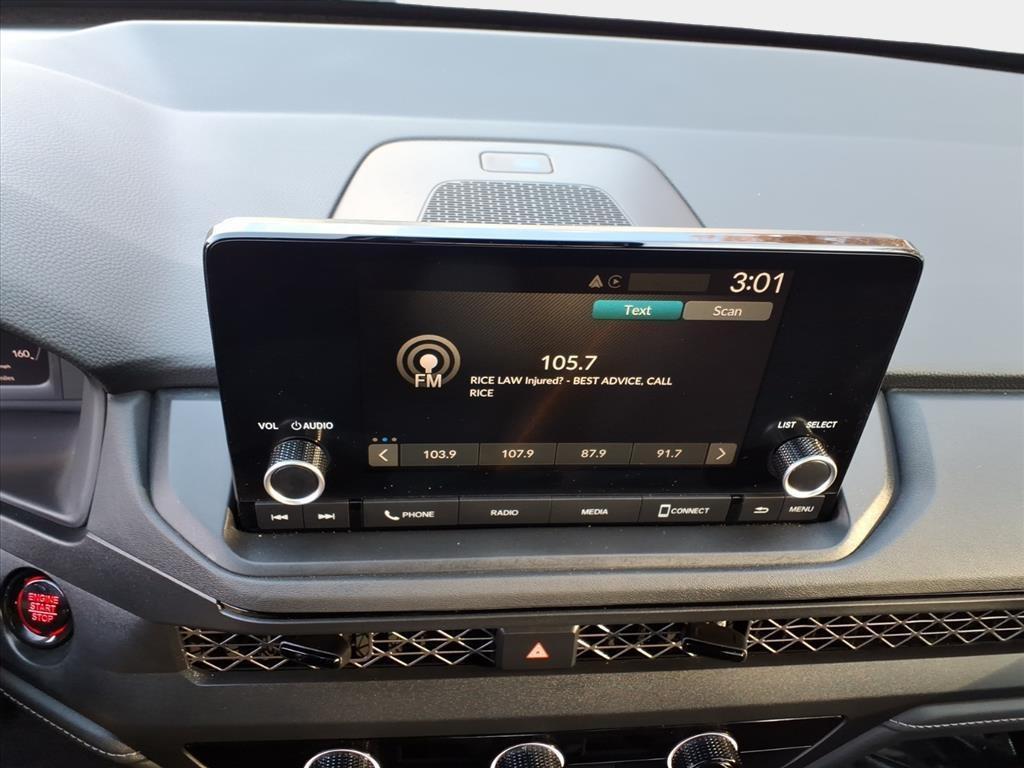 3:01
Text Scan
FM
105.7
RICE LAW Injured? - BEST ADVICE, CALL
RICE
160
VOL AUDIO
LIST SELECT
103.9 107.9 87.9 91.7
PHONE RADIO MEDIA CONNECT MENU
ENGINE
START
STOP